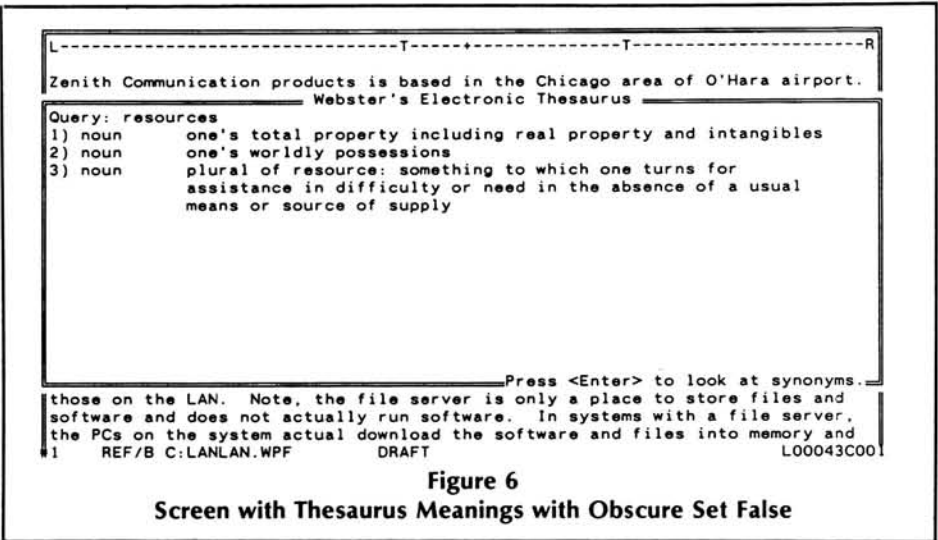 L--------------------------------T-----+--------------T----------------------R
Zenith Communication products is based in the Chicago area of O'Hara airport.
Webster's Electronic Thesaurus
Query: resources
1) noun one's total property including real property and intangibles
2) noun one's worldly possessions
3) noun plural of resource: something to which one turns for
assistance in difficulty or need in the absence of a usual
means or source of supply
Press <Enter> to look at synonyms.
those on the LAN. Note, the file server is only a place to store files and
software and does not actually run software. In systems with a file server,
the PCs on the system actual download the software and files into memory and
#1 REF/B C:LANLAN.WPF DRAFT L00043C001
Figure 6
Screen with Thesaurus Meanings with Obscure Set False